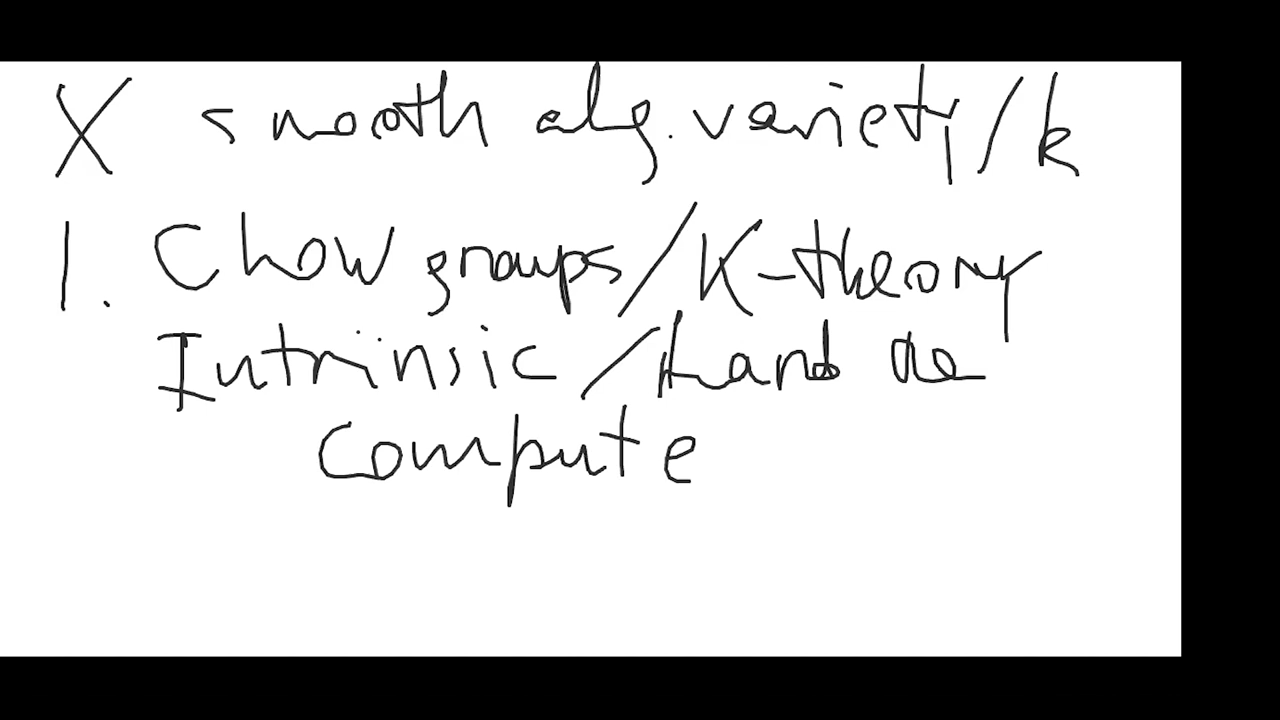 X smooth alg. variety/k
1. Chow groups/K-theory
Intrinsic/hard to
compute